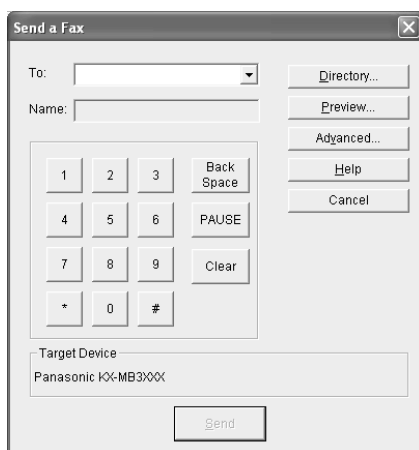 Send a Fax
To:
Directory...
Name:
Preview...
Advanced...
Help
Cancel
1 2 3 Back Space
4 5 6 PAUSE
7 8 9 Clear
* 0 #
Target Device
Panasonic KX-MB3XXX
Send